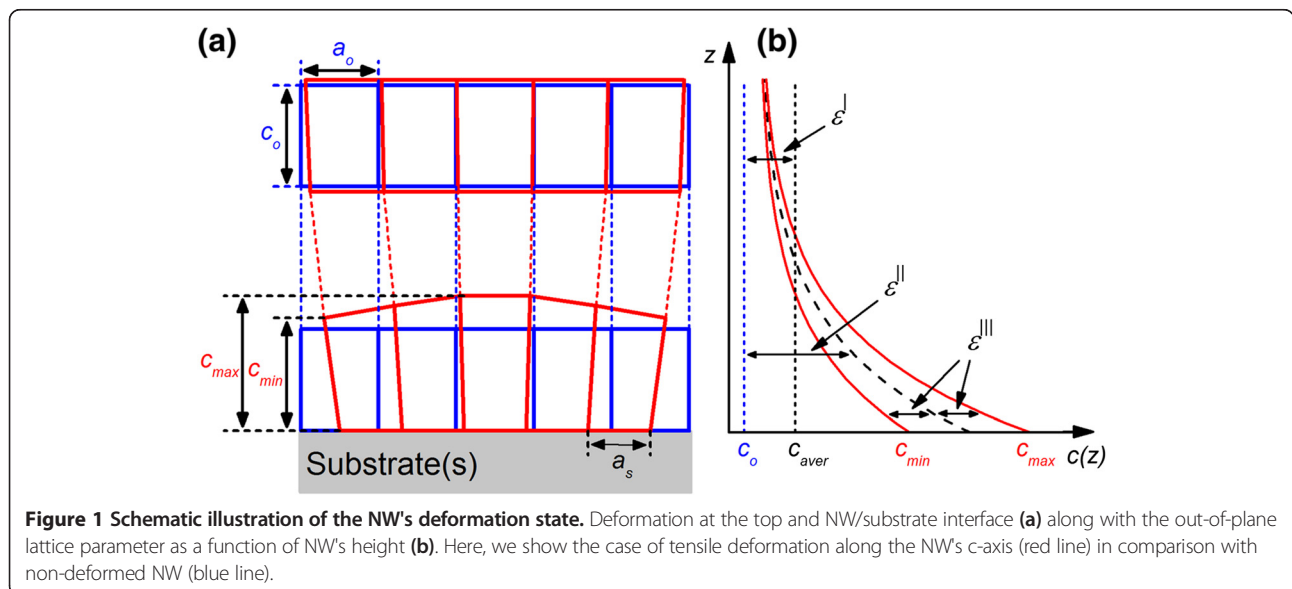 (a)
(b)
a_o
z
c_o
ε^I
ε^II
ε^III
c_max c_min
a_s
Substrate(s)
c_o c_aver c_min c_max c(z)
Figure 1 Schematic illustration of the NW's deformation state. Deformation at the top and NW/substrate interface (a) along with the out-of-plane
lattice parameter as a function of NW's height (b). Here, we show the case of tensile deformation along the NW's c-axis (red line) in comparison with
non-deformed NW (blue line).